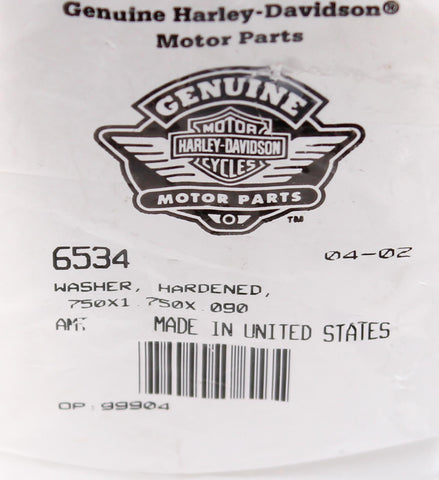 Genuine Harley-Davidson®
Motor Parts
GENUINE
MOTOR
HARLEY-DAVIDSON
CYCLES
MOTOR PARTS
TM
6534 04-02
WASHER, HARDENED,
750X1.750X.090
AMT MADE IN UNITED STATES
OP:99904